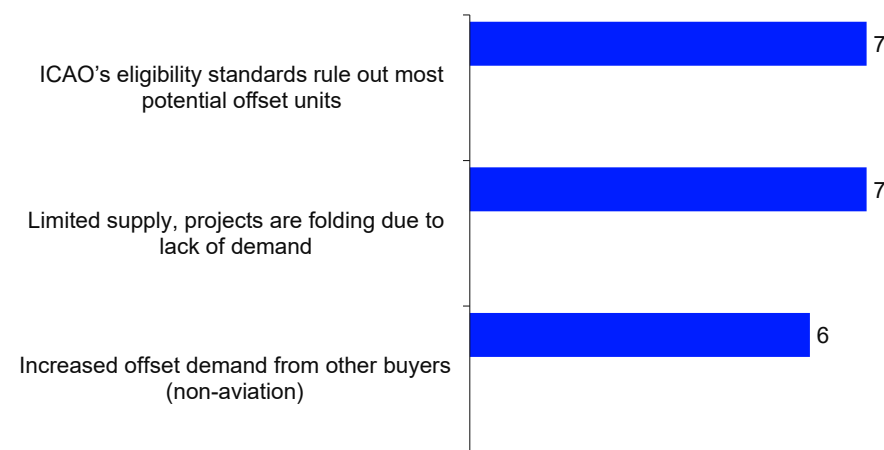 ICAO’s eligibility standards rule out most
potential offset units
7
Limited supply, projects are folding due to
lack of demand
7
Increased offset demand from other buyers
(non-aviation)
6